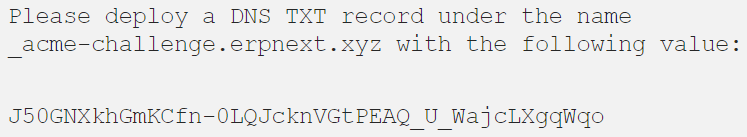 Please deploy a DNS TXT record under the name
_acme-challenge.erpnext.xyz with the following value:
J50GNXkhGmKCfn-0LQJcknVGtPEAQ_U_WajcLXgqWqo